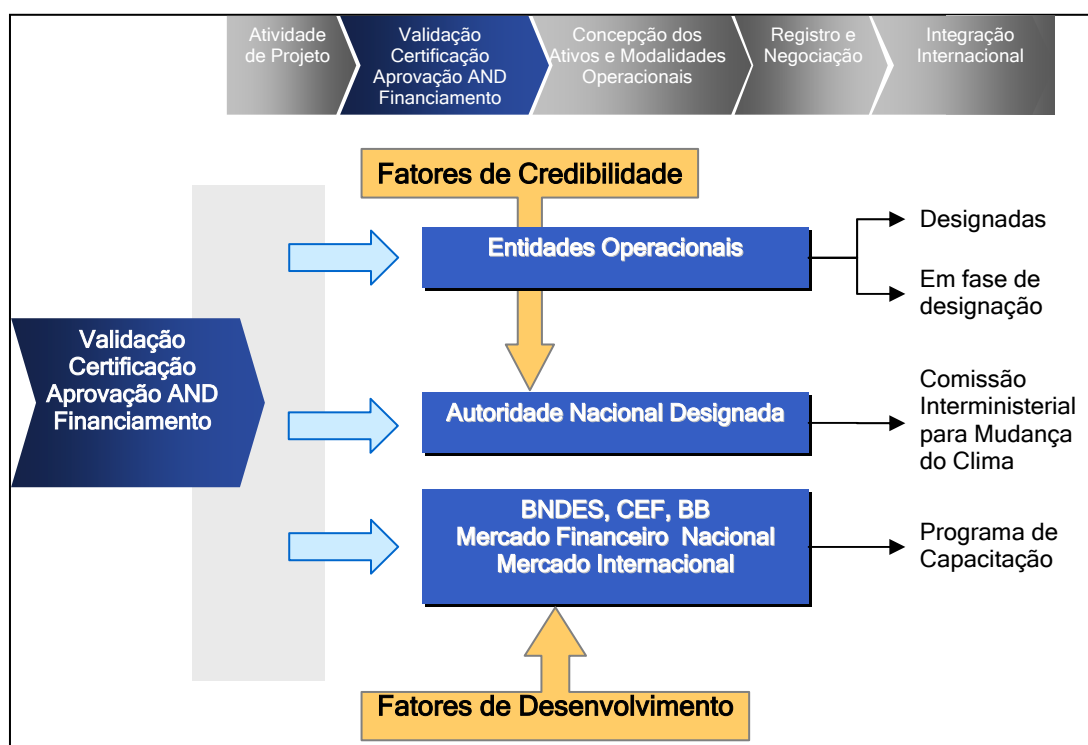 Atividade
de Projeto
Validação
Certificação
Aprovação AND
Financiamento
Concepção dos
Ativos e Modalidades
Operacionais
Registro e
Negociação
Integração
Internacional
Fatores de Credibilidade
Entidades Operacionais
Designadas
Em fase de
designação
Validação
Certificação
Aprovação AND
Financiamento
Autoridade Nacional Designada
Comissão
Interministerial
para Mudança
do Clima
BNDES, CEF, BB
Mercado Financeiro Nacional
Mercado Internacional
Programa de
Capacitação
Fatores de Desenvolvimento